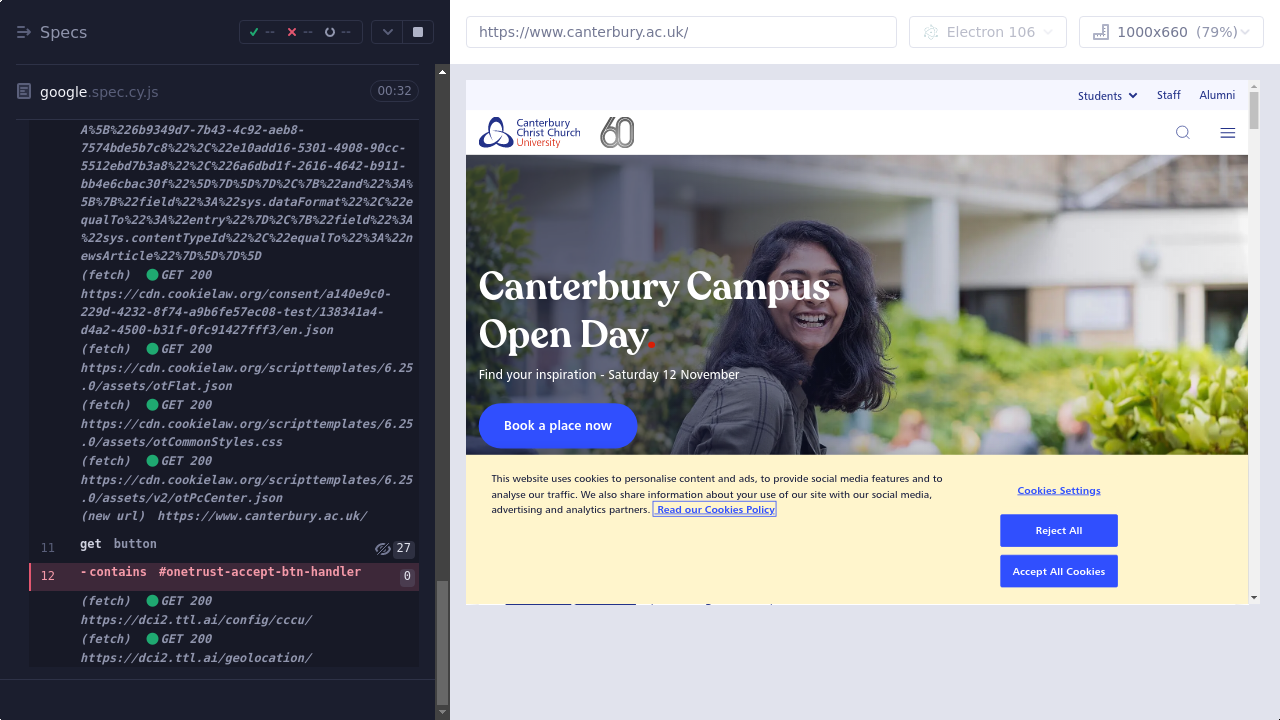 Specs
-- -- --
google.spec.cy.js
00:32
A%5B%226b9349d7-7b43-4c92-aeb8-
7574bde5b7c8%22%2C%22e10add16-5301-4908-90cc-
5512ebd7b3a8%22%2C%226a6dbd1f-2616-4642-b911-
bb4e6cbac30f%22%5D%7D%5D%7D%2C%7B%22and%22%3A%
5B%7B%22field%22%3A%22sys.dataFormat%22%2C%22e
qualTo%22%3A%22entry%22%7D%2C%7B%22field%22%3A
%22sys.contentTypeId%22%2C%22equalTo%22%3A%22n
ewsArticle%22%7D%5D%7D%5D
(fetch) GET 200
https://cdn.cookielaw.org/consent/a140e9c0-
229d-4232-8f74-a9b6fe57ec08-test/138341a4-
d4a2-4500-b31f-0fc91427fff3/en.json
(fetch) GET 200
https://cdn.cookielaw.org/scripttemplates/6.25
.0/assets/otFlat.json
(fetch) GET 200
https://cdn.cookielaw.org/scripttemplates/6.25
.0/assets/otCommonStyles.css
(fetch) GET 200
https://cdn.cookielaw.org/scripttemplates/6.25
.0/assets/v2/otPcCenter.json
(new url) https://www.canterbury.ac.uk/
11 get button 27
12 -contains #onetrust-accept-btn-handler 0
(fetch) GET 200
https://dci2.ttl.ai/config/cccu/
(fetch) GET 200
https://dci2.ttl.ai/geolocation/
https://www.canterbury.ac.uk/
Electron 106
1000x660 (79%)
Students Staff Alumni
Canterbury
Christ Church
University
60
Canterbury Campus
Open Day.
Find your inspiration - Saturday 12 November
Book a place now
This website uses cookies to personalise content and ads, to provide social media features and to
analyse our traffic. We also share information about your use of our site with our social media,
advertising and analytics partners. Read our Cookies Policy
Cookies Settings
Reject All
Accept All Cookies